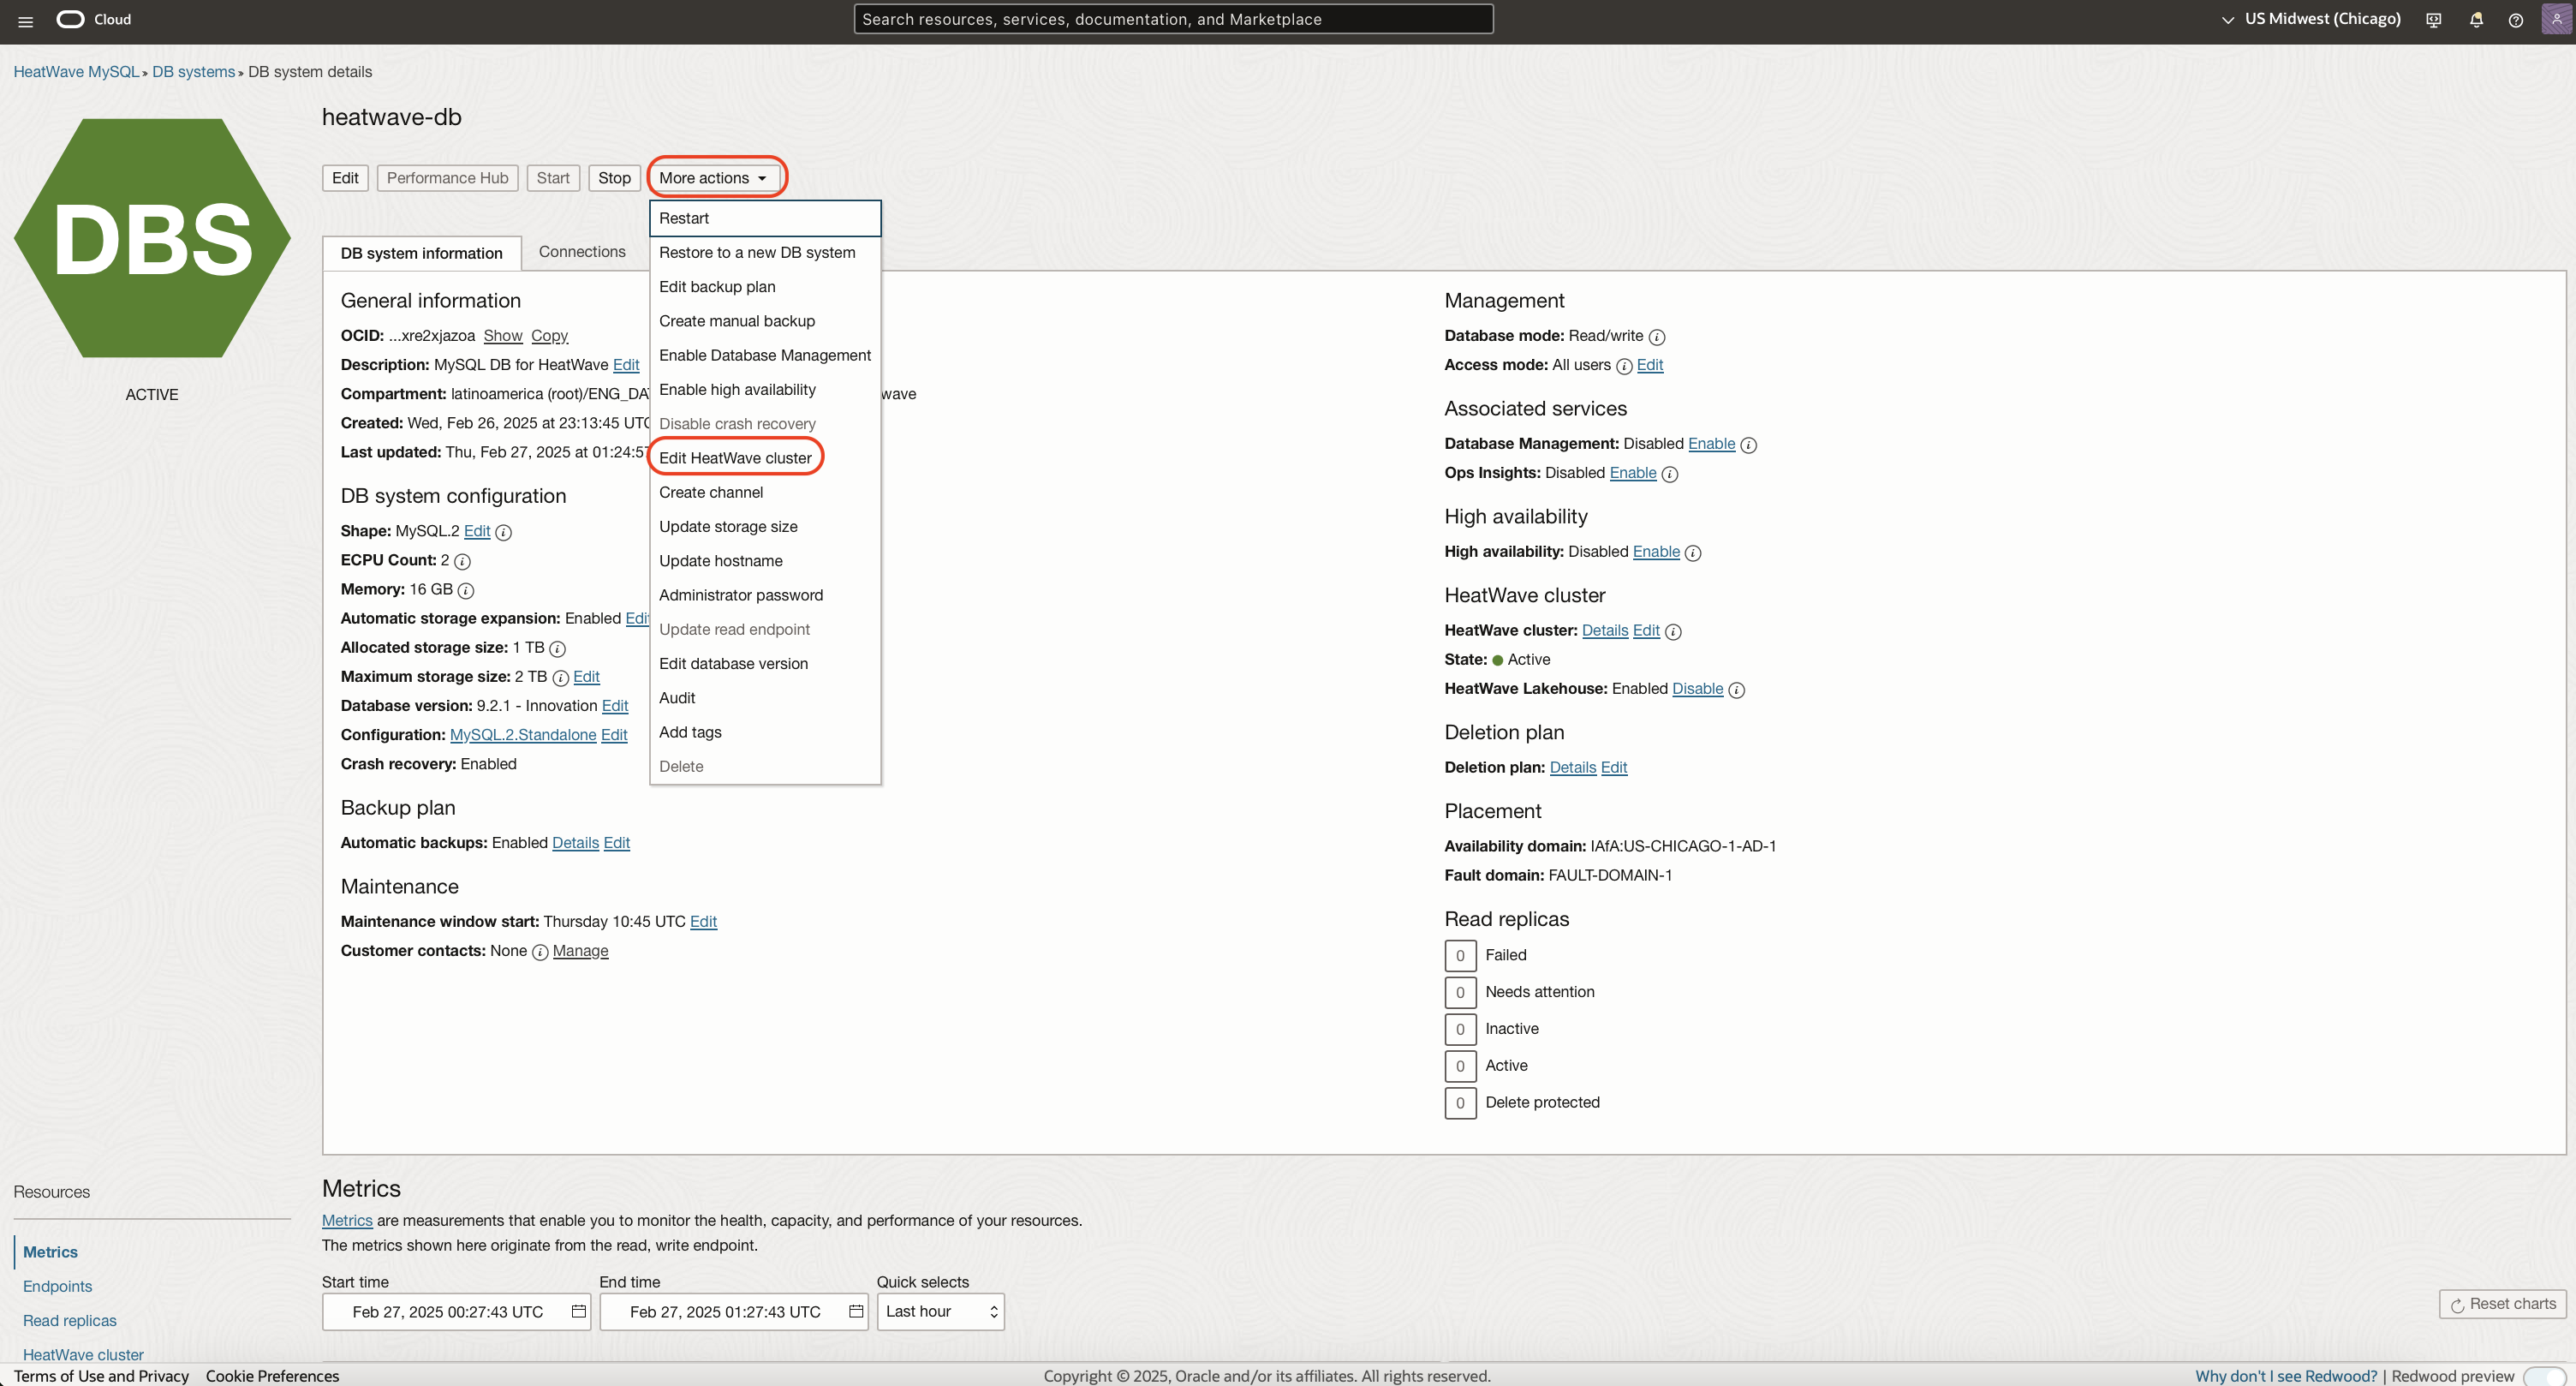 Cloud
Search resources, services, documentation, and Marketplace
US Midwest (Chicago)
HeatWave MySQL » DB systems » DB system details
DBS
ACTIVE
heatwave-db
Edit
Performance Hub
Start
Stop
More actions
Restart
Restore to a new DB system
Edit backup plan
Create manual backup
Enable Database Management
Enable high availability
Disable crash recovery
Edit HeatWave cluster
Create channel
Update storage size
Update hostname
Administrator password
Update read endpoint
Edit database version
Audit
Add tags
Delete
DB system information
Connections
General information
OCID: ...xre2xjazoa Show Copy
Description: MySQL DB for HeatWave Edit
Compartment: latinoamerica (root)/ENG_DA wave
Created: Wed, Feb 26, 2025 at 23:13:45 UTC
Last updated: Thu, Feb 27, 2025 at 01:24:57
DB system configuration
Shape: MySQL.2 Edit
ECPU Count: 2
Memory: 16 GB
Automatic storage expansion: Enabled Edit
Allocated storage size: 1 TB
Maximum storage size: 2 TB Edit
Database version: 9.2.1 - Innovation Edit
Configuration: MySQL.2.Standalone Edit
Crash recovery: Enabled
Backup plan
Automatic backups: Enabled Details Edit
Maintenance
Maintenance window start: Thursday 10:45 UTC Edit
Customer contacts: None Manage
Management
Database mode: Read/write
Access mode: All users Edit
Associated services
Database Management: Disabled Enable
Ops Insights: Disabled Enable
High availability
High availability: Disabled Enable
HeatWave cluster
HeatWave cluster: Details Edit
State: Active
HeatWave Lakehouse: Enabled Disable
Deletion plan
Deletion plan: Details Edit
Placement
Availability domain: IAfA:US-CHICAGO-1-AD-1
Fault domain: FAULT-DOMAIN-1
Read replicas
0 Failed
0 Needs attention
0 Inactive
0 Active
0 Delete protected
Resources
Metrics
Endpoints
Read replicas
HeatWave cluster
Metrics
Metrics are measurements that enable you to monitor the health, capacity, and performance of your resources.
The metrics shown here originate from the read, write endpoint.
Start time
Feb 27, 2025 00:27:43 UTC
End time
Feb 27, 2025 01:27:43 UTC
Quick selects
Last hour
Reset charts
Terms of Use and Privacy Cookie Preferences
Copyright © 2025, Oracle and/or its affiliates. All rights reserved.
Why don't I see Redwood? | Redwood preview